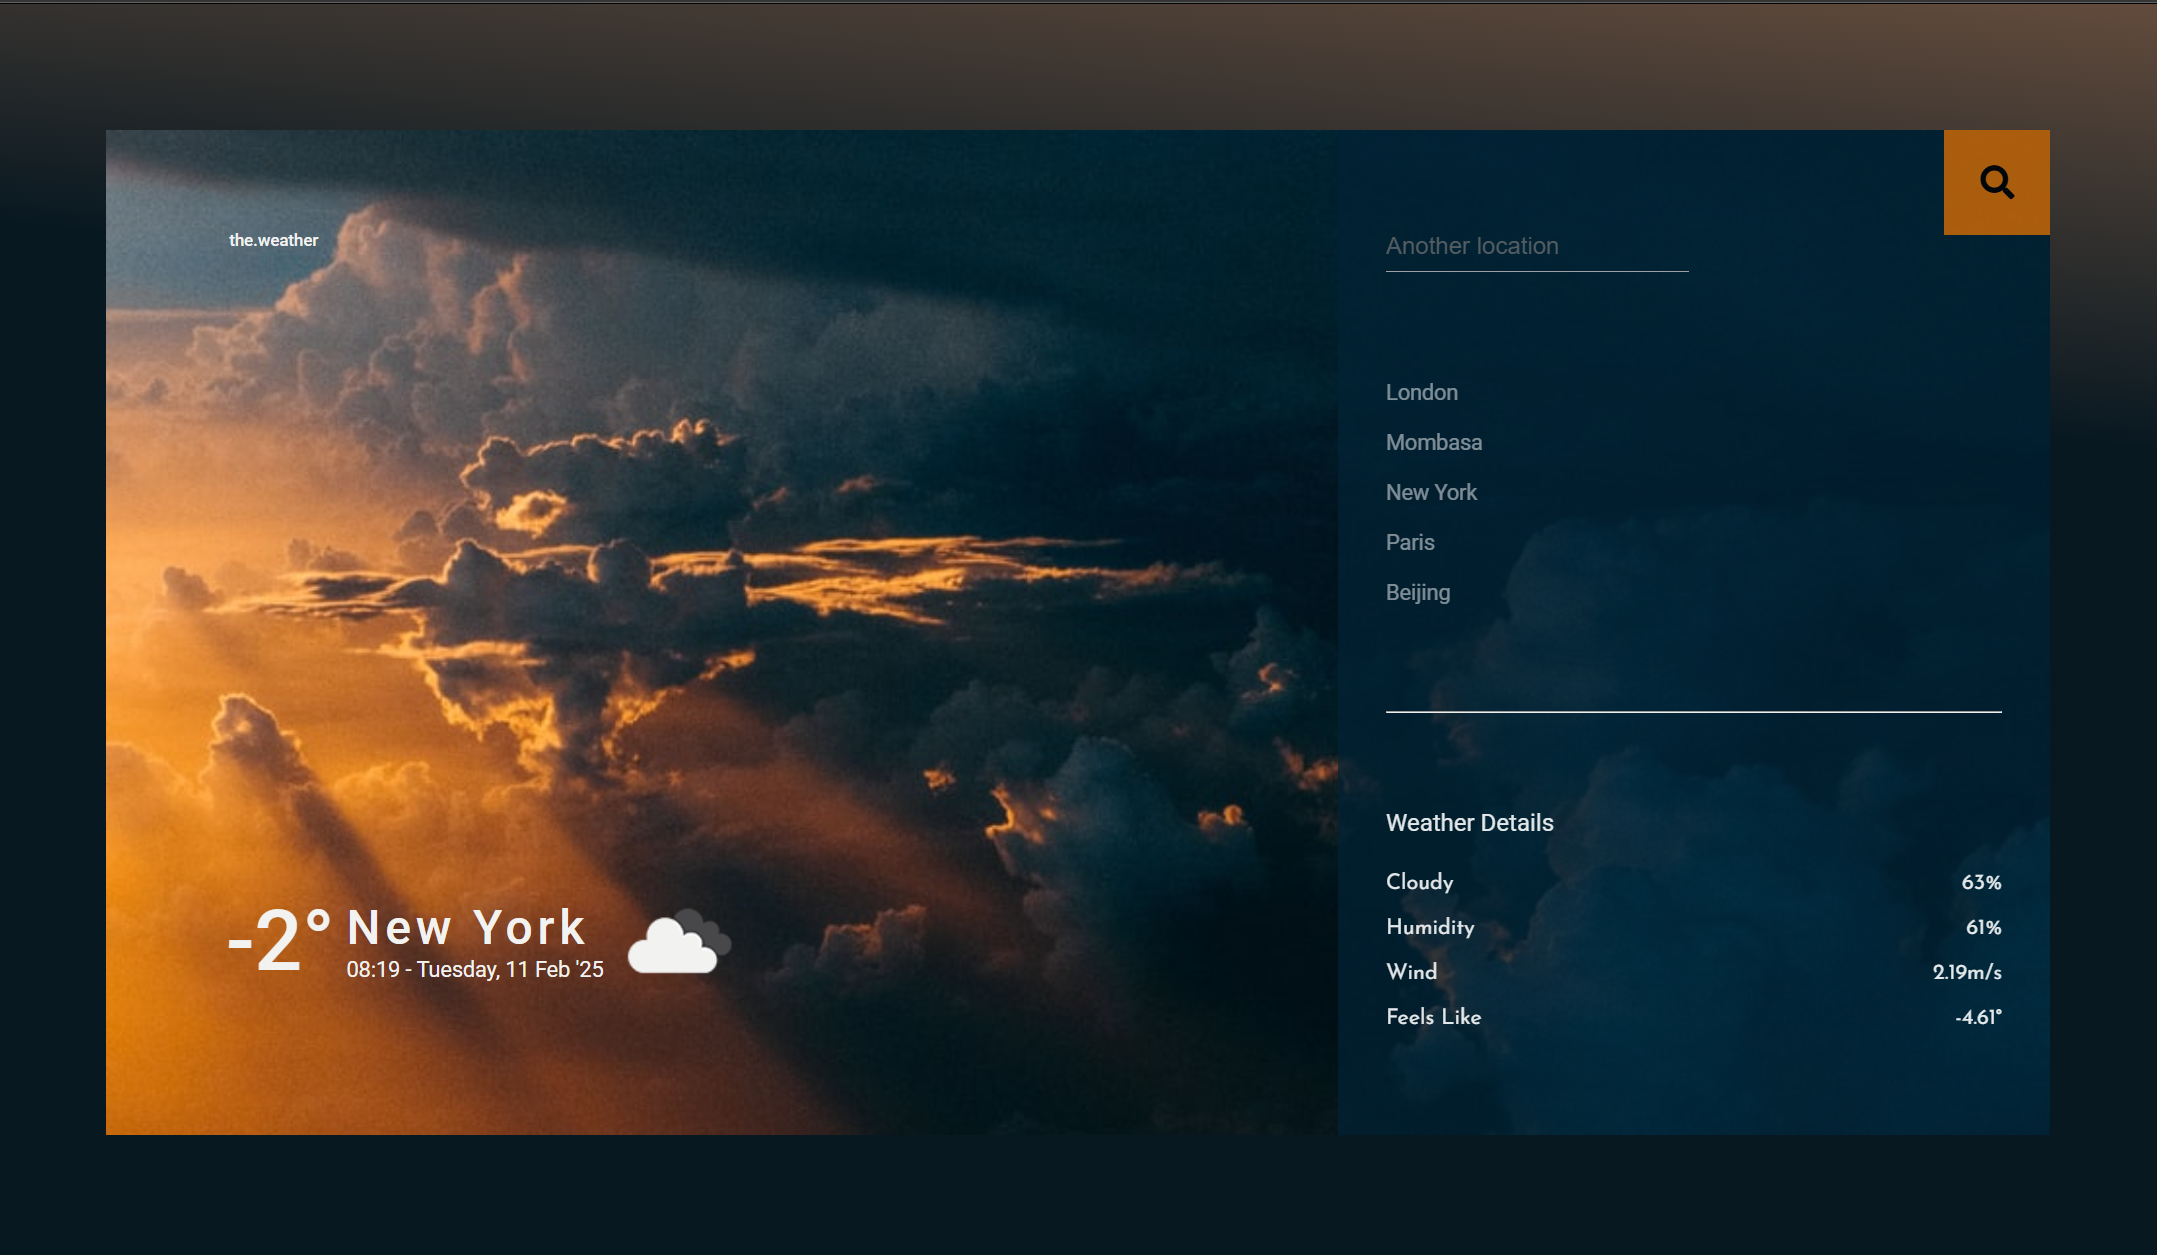 the.weather
-2° New York
08:19 - Tuesday, 11 Feb '25
Another location
London
Mombasa
New York
Paris
Beijing
Weather Details
Cloudy 63%
Humidity 61%
Wind 2.19m/s
Feels Like -4.61°